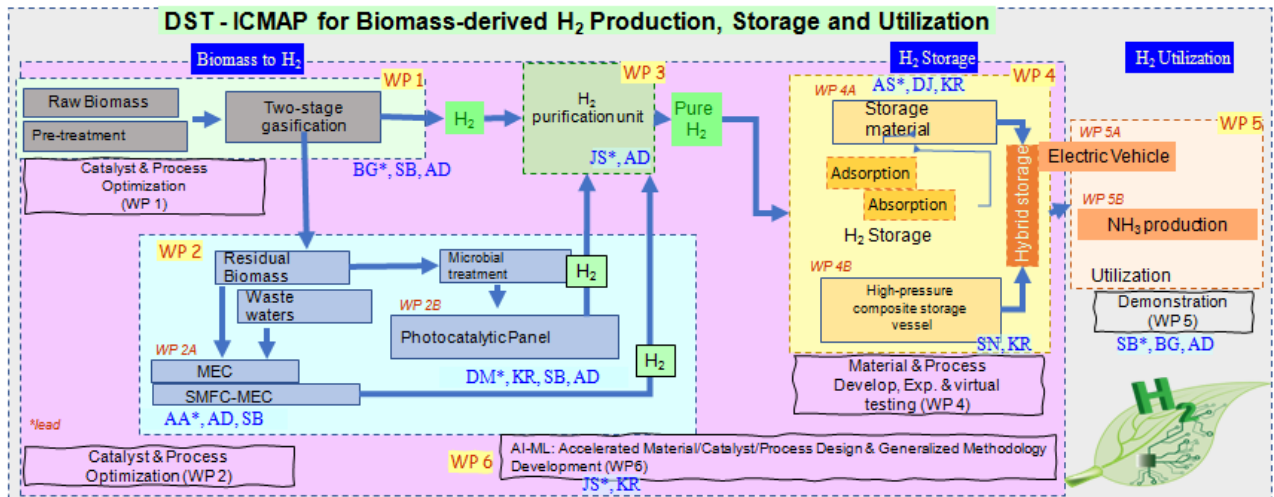 DST - ICMAP for Biomass-derived H2 Production, Storage and Utilization
Biomass to H2
H2 Storage
H2 Utilization
WP 1
Raw Biomass
Pre-treatment
Two-stage
gasification
H2
BG*, SB, AD
Catalyst & Process
Optimization
(WP 1)
WP 3
H2
purification unit
JS*, AD
Pure
H2
WP 2
Residual
Biomass
Waste
waters
Microbial
treatment
H2
WP 2B
Photocatalytic Panel
WP 2A
MEC
SMFC-MEC
H2
DM*, KR, SB, AD
AA*, AD, SB
*lead
Catalyst & Process
Optimization (WP 2)
WP 4
AS*, DJ, KR
WP 4A
Storage
material
Adsorption
Absorption
H2 Storage
Hybrid storage
WP 4B
High-pressure
composite storage
vessel
SN, KR
Material & Process
Develop, Exp. & virtual
testing (WP 4)
WP 5
WP 5A
Electric Vehicle
WP 5B
NH3 production
Utilization
Demonstration
(WP 5)
SB*, BG, AD
H2
WP 6
AI-ML: Accelerated Material/Catalyst/Process Design & Generalized Methodology
Development (WP6)
JS*, KR